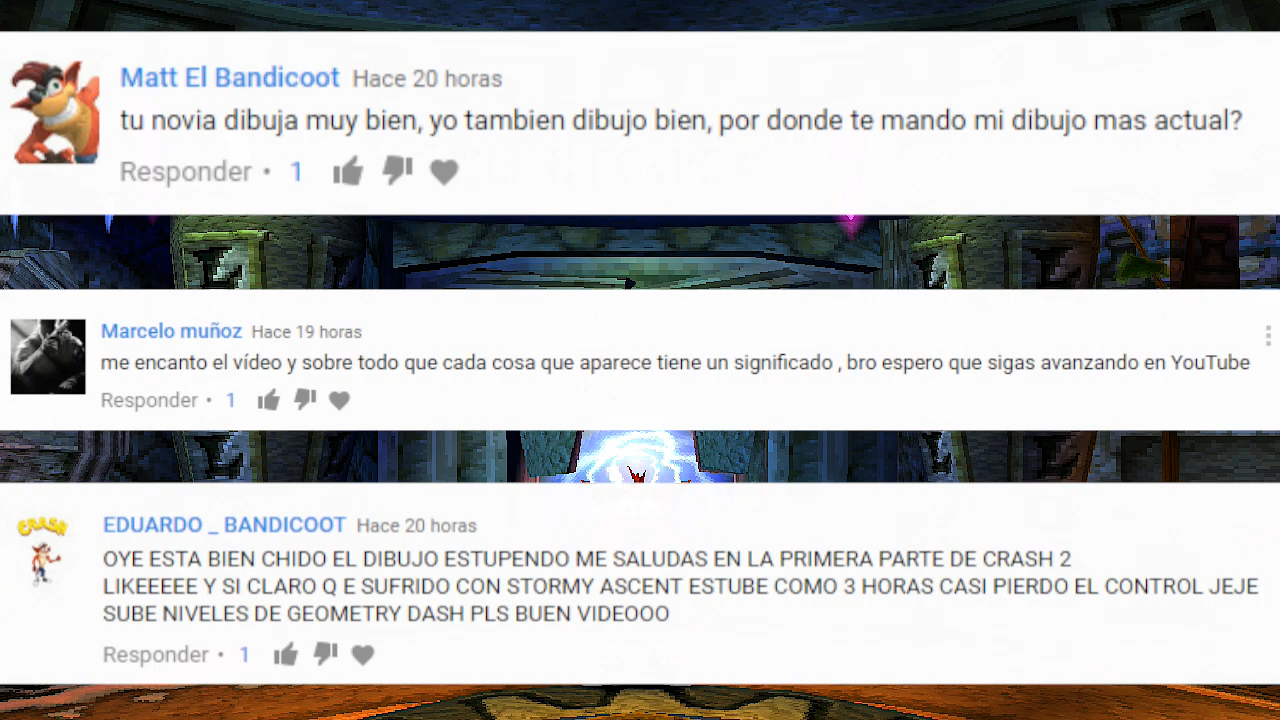 Matt El Bandicoot Hace 20 horas
tu novia dibuja muy bien, yo tambien dibujo bien, por donde te mando mi dibujo mas actual?
Responder • 1
Marcelo muñoz Hace 19 horas
me encanto el vídeo y sobre todo que cada cosa que aparece tiene un significado , bro espero que sigas avanzando en YouTube
Responder • 1
CRASH
EDUARDO _ BANDICOOT Hace 20 horas
OYE ESTA BIEN CHIDO EL DIBUJO ESTUPENDO ME SALUDAS EN LA PRIMERA PARTE DE CRASH 2
LIKEEEEE Y SI CLARO Q E SUFRIDO CON STORMY ASCENT ESTUBE COMO 3 HORAS CASI PIERDO EL CONTROL JEJE
SUBE NIVELES DE GEOMETRY DASH PLS BUEN VIDEOOO
Responder • 1